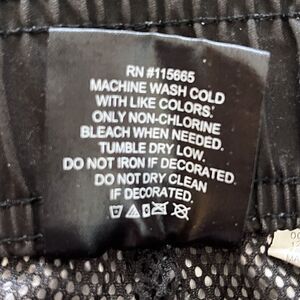 RN #115665
MACHINE WASH COLD
WITH LIKE COLORS.
ONLY NON-CHLORINE
BLEACH WHEN NEEDED.
TUMBLE DRY LOW.
DO NOT IRON IF DECORATED.
DO NOT DRY CLEAN
IF DECORATED.